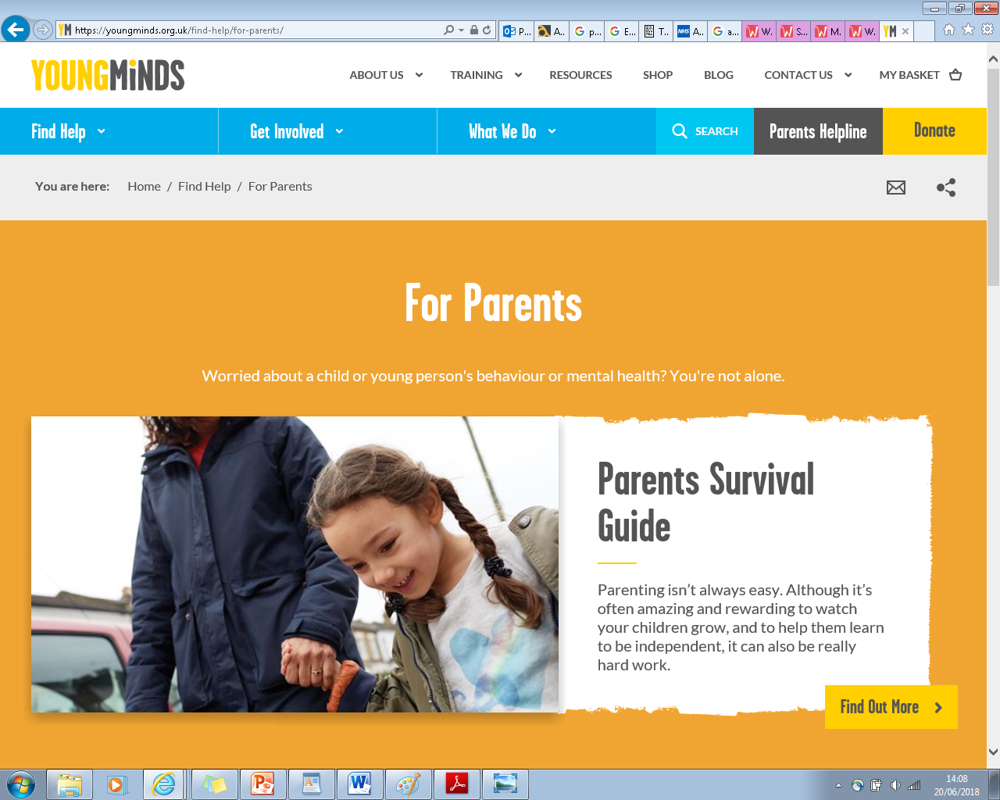 https://youngminds.org.uk/find-help/for-parents/
P...
A...
p...
E...
T...
NHS
A...
a...
W...
S...
M...
W...
YM
YOUNGMiNDS
ABOUT US
TRAINING
RESOURCES
SHOP
BLOG
CONTACT US
MY BASKET
Find Help
Get Involved
What We Do
SEARCH
Parents Helpline
Donate
You are here: Home / Find Help / For Parents
For Parents
Worried about a child or young person's behaviour or mental health? You're not alone.
Parents Survival
Guide
Parenting isn’t always easy. Although it’s
often amazing and rewarding to watch
your children grow, and to help them learn
to be independent, it can also be really
hard work.
Find Out More
14:08
20/06/2018